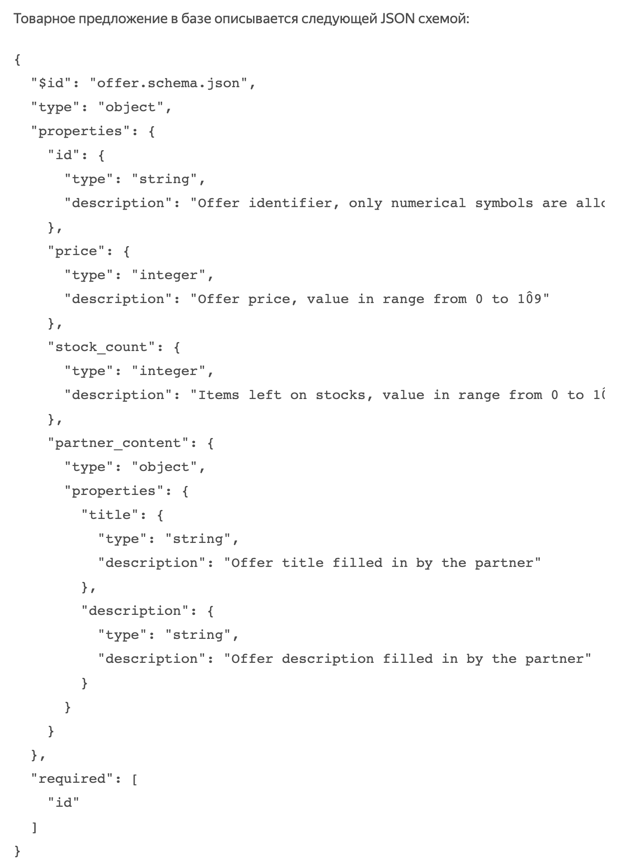 Товарное предложение в базе описывается следующей JSON схемой:
{
  "$id": "offer.schema.json",
  "type": "object",
  "properties": {
    "id": {
      "type": "string",
      "description": "Offer identifier, only numerical symbols are
    },
    "price": {
      "type": "integer",
      "description": "Offer price, value in range from 0 to 10̂9"
    },
    "stock_count": {
      "type": "integer",
      "description": "Items left on stocks, value in range from 0 to
    },
    "partner_content": {
      "type": "object",
      "properties": {
        "title": {
          "type": "string",
          "description": "Offer title filled in by the partner"
        },
        "description": {
          "type": "string",
          "description": "Offer description filled in by the partner"
        }
      }
    }
  },
  "required": [
    "id"
  ]
}